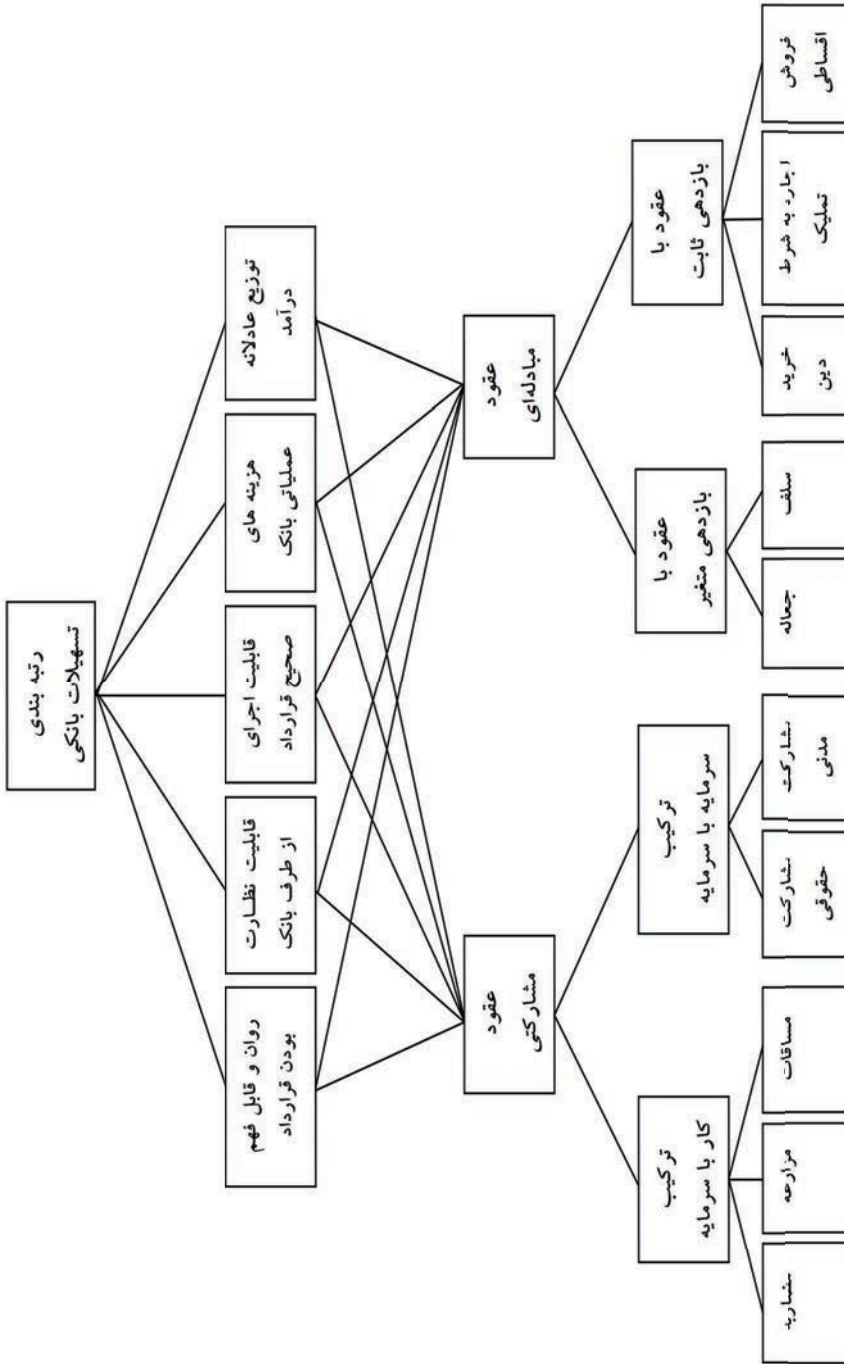 رتبه بندی
تسهیلات بانکی
توزیع عادلانه
درآمد
هزینه های
عملیاتی بانک
قابلیت اجرای
صحیح قرارداد
قابلیت نظارت
از طرف بانک
روان و قابل فهم
بودن قرارداد
عقود
مبادله‌ای
عقود
مشارکتی
عقود با
بازدهی ثابت
عقود با
بازدهی متغیر
ترکیب
سرمایه با سرمایه
ترکیب
کار با سرمایه
فروش
اقساطی
اجاره به شرط
تملیک
خرید
دین
سلف
جعاله
مشارکت
مدنی
مشارکت
حقوقی
مساقات
مزارعه
مضاربه